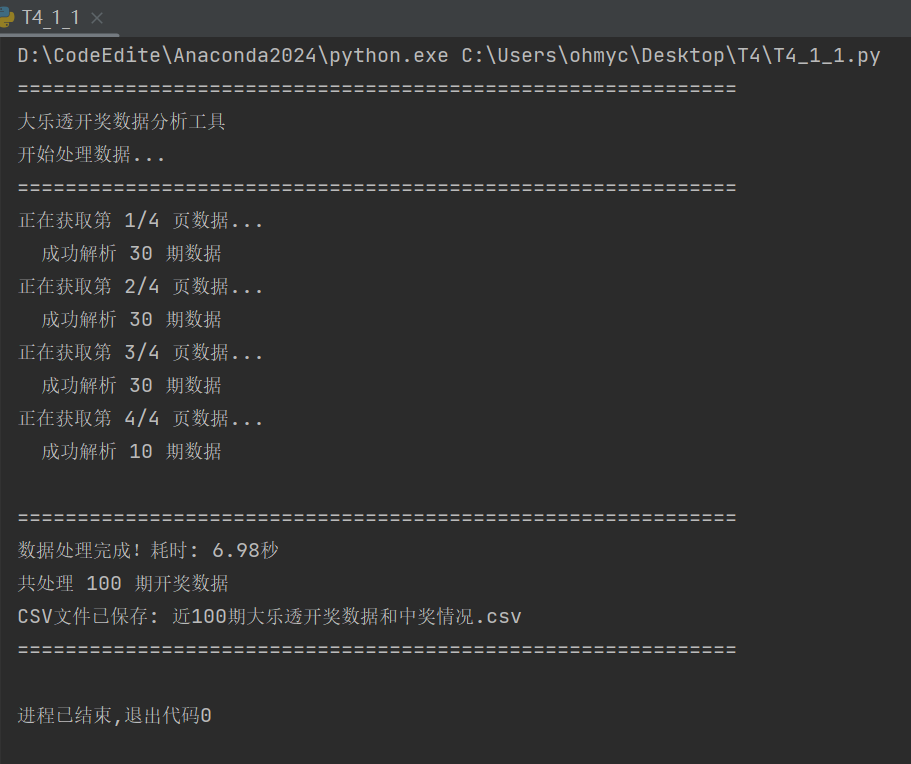 T4_1_1
D:\CodeEdite\Anaconda2024\python.exe C:\Users\ohmyc\Desktop\T4\T4_1_1.py
============================================================
大乐透开奖数据分析工具
开始处理数据...
============================================================
正在获取第 1/4 页数据...
  成功解析 30 期数据
正在获取第 2/4 页数据...
  成功解析 30 期数据
正在获取第 3/4 页数据...
  成功解析 30 期数据
正在获取第 4/4 页数据...
  成功解析 10 期数据
============================================================
数据处理完成! 耗时: 6.98秒
共处理 100 期开奖数据
CSV文件已保存: 近100期大乐透开奖数据和中奖情况.csv
============================================================
进程已结束,退出代码0